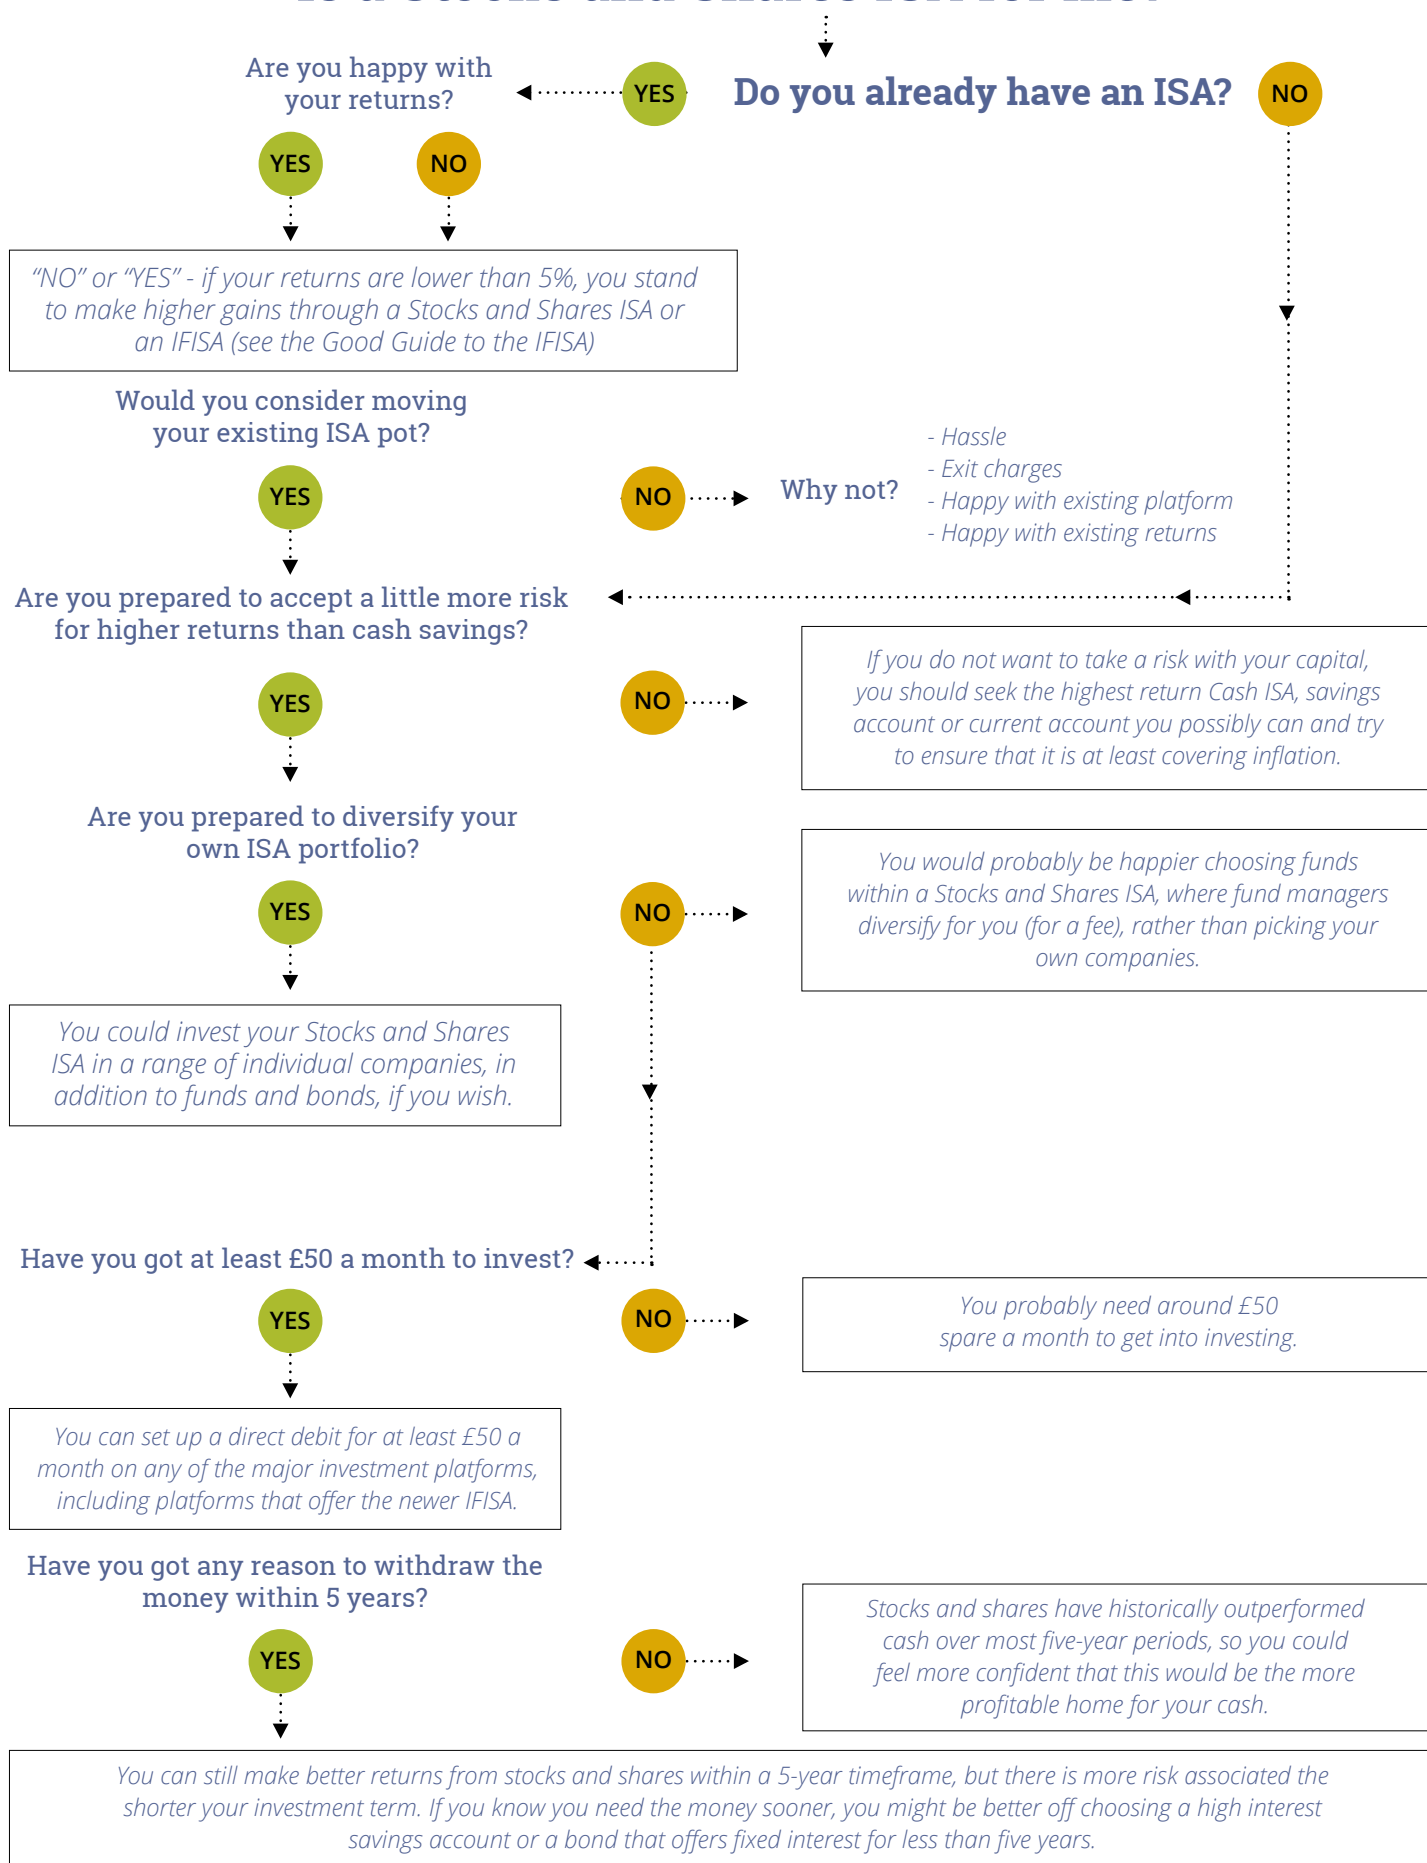 Do you already have an ISA?
YES
NO
Are you happy with
your returns?
YES
NO
“NO” or “YES” - if your returns are lower than 5%, you stand
to make higher gains through a Stocks and Shares ISA or
an IFISA (see the Good Guide to the IFISA)
Would you consider moving
your existing ISA pot?
YES
NO
Why not?
- Hassle
- Exit charges
- Happy with existing platform
- Happy with existing returns
Are you prepared to accept a little more risk
for higher returns than cash savings?
YES
NO
If you do not want to take a risk with your capital,
you should seek the highest return Cash ISA, savings
account or current account you possibly can and try
to ensure that it is at least covering inflation.
Are you prepared to diversify your
own ISA portfolio?
YES
NO
You would probably be happier choosing funds
within a Stocks and Shares ISA, where fund managers
diversify for you (for a fee), rather than picking your
own companies.
You could invest your Stocks and Shares
ISA in a range of individual companies, in
addition to funds and bonds, if you wish.
Have you got at least £50 a month to invest?
YES
NO
You probably need around £50
spare a month to get into investing.
You can set up a direct debit for at least £50 a
month on any of the major investment platforms,
including platforms that offer the newer IFISA.
Have you got any reason to withdraw the
money within 5 years?
YES
NO
Stocks and shares have historically outperformed
cash over most five-year periods, so you could
feel more confident that this would be the more
profitable home for your cash.
You can still make better returns from stocks and shares within a 5-year timeframe, but there is more risk associated the
shorter your investment term. If you know you need the money sooner, you might be better off choosing a high interest
savings account or a bond that offers fixed interest for less than five years.